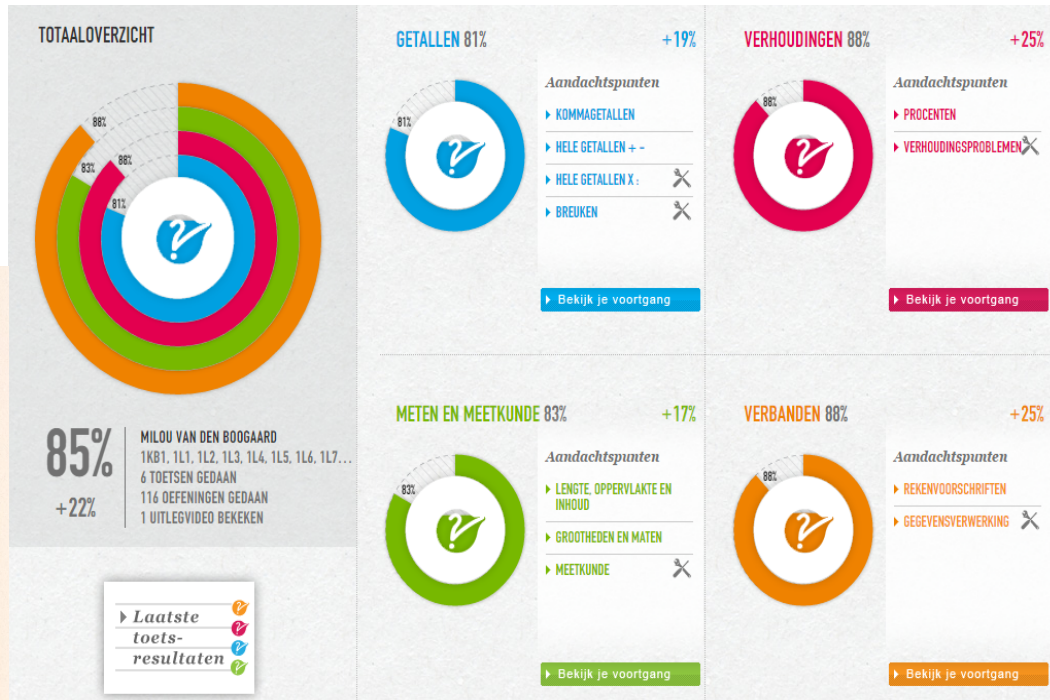 TOTAALOVERZICHT
88%
83%
88%
81%
85%
+22%
MILOU VAN DEN BOOGAARD
1KB1, 1L1, 1L2, 1L3, 1L4, 1L5, 1L6, 1L7...
6 TOETSEN GEDAAN
116 OEFENINGEN GEDAAN
1 UITLEGVIDEO BEKEKEN
Laatste
toets-
resultaten
GETALLEN 81% +19%
81%
Aandachtspunten
KOMMAGETALLEN
HELE GETALLEN + -
HELE GETALLEN X :
BREUKEN
Bekijk je voortgang
VERHOUDINGEN 88% +25%
88%
Aandachtspunten
PROCENTEN
VERHOUDINGSPROBLEMEN
Bekijk je voortgang
METEN EN MEETKUNDE 83% +17%
83%
Aandachtspunten
LENGTE, OPPERVLAKTE EN
INHOUD
GROOTHEDEN EN MATEN
MEETKUNDE
Bekijk je voortgang
VERBANDEN 88% +25%
88%
Aandachtspunten
REKENVOORSCHRIFTEN
GEGEVENSVERWERKING
Bekijk je voortgang